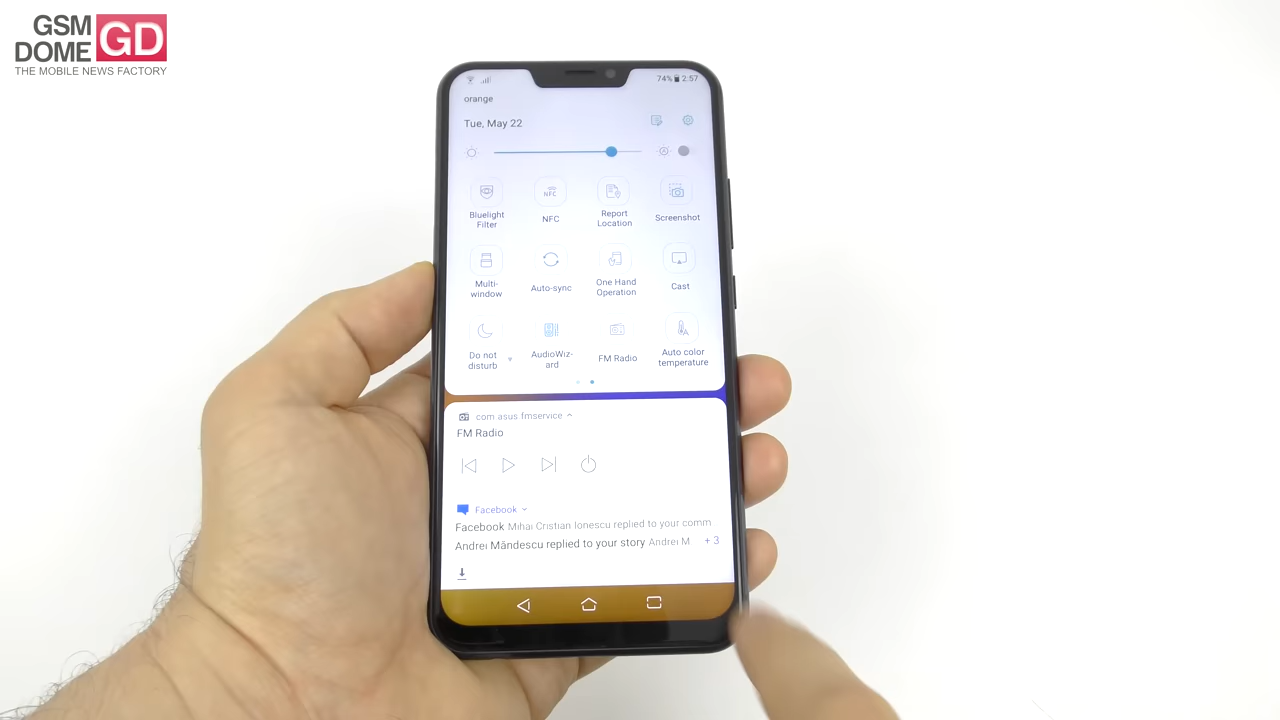 GSM
DOME GD
THE MOBILE NEWS FACTORY
74% 2:57
orange
Tue, May 22
Bluelight
Filter
NFC
NFC
Report
Location
Screenshot
Multi-
window
Auto-sync
One Hand
Operation
Cast
Do not
disturb
AudioWiz-
ard
FM Radio
Auto color
temperature
com asus fmservice
FM Radio
Facebook
Facebook Mihai Cristian Ionescu replied to your comm
Andrei Măndescu replied to your story Andrei M. + 3